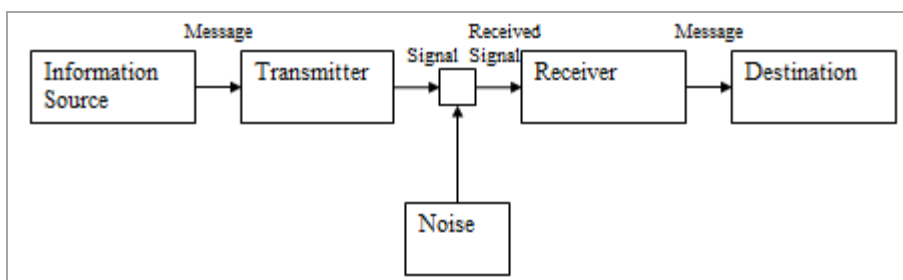 Message
Received
Message
Signal
Signal
Information
Source
Transmitter
Receiver
Destination
Noise